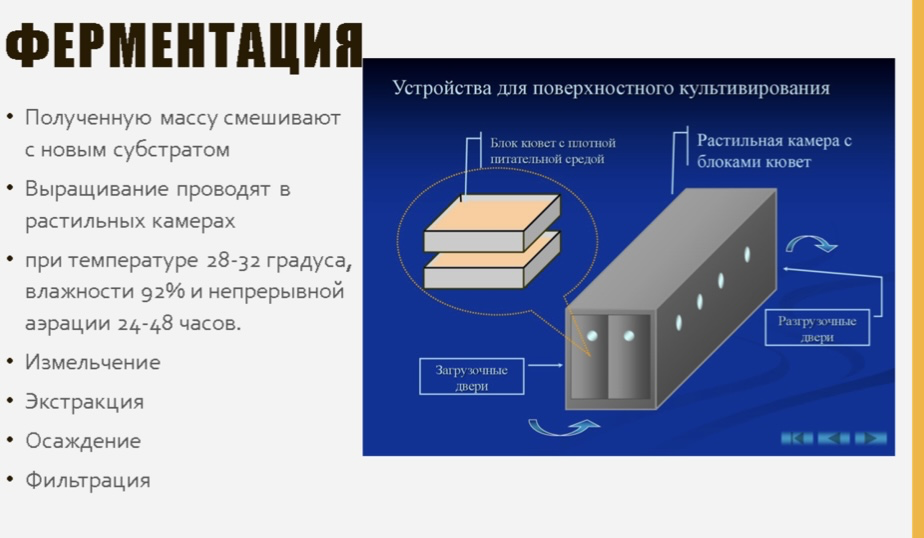 ФЕРМЕНТАЦИЯ
• Полученную массу смешивают
с новым субстратом
• Выращивание проводят в
растильных камерах
• при температуре 28-32 градуса,
влажности 92% и непрерывной
аэрации 24-48 часов.
• Измельчение
• Экстракция
• Осаждение
• Фильтрация
Устройства для поверхностного культивирования
Блок кювет с плотной
питательной средой
Растильная камера с
блоками кювет
Загрузочные
двери
Разгрузочные
двери